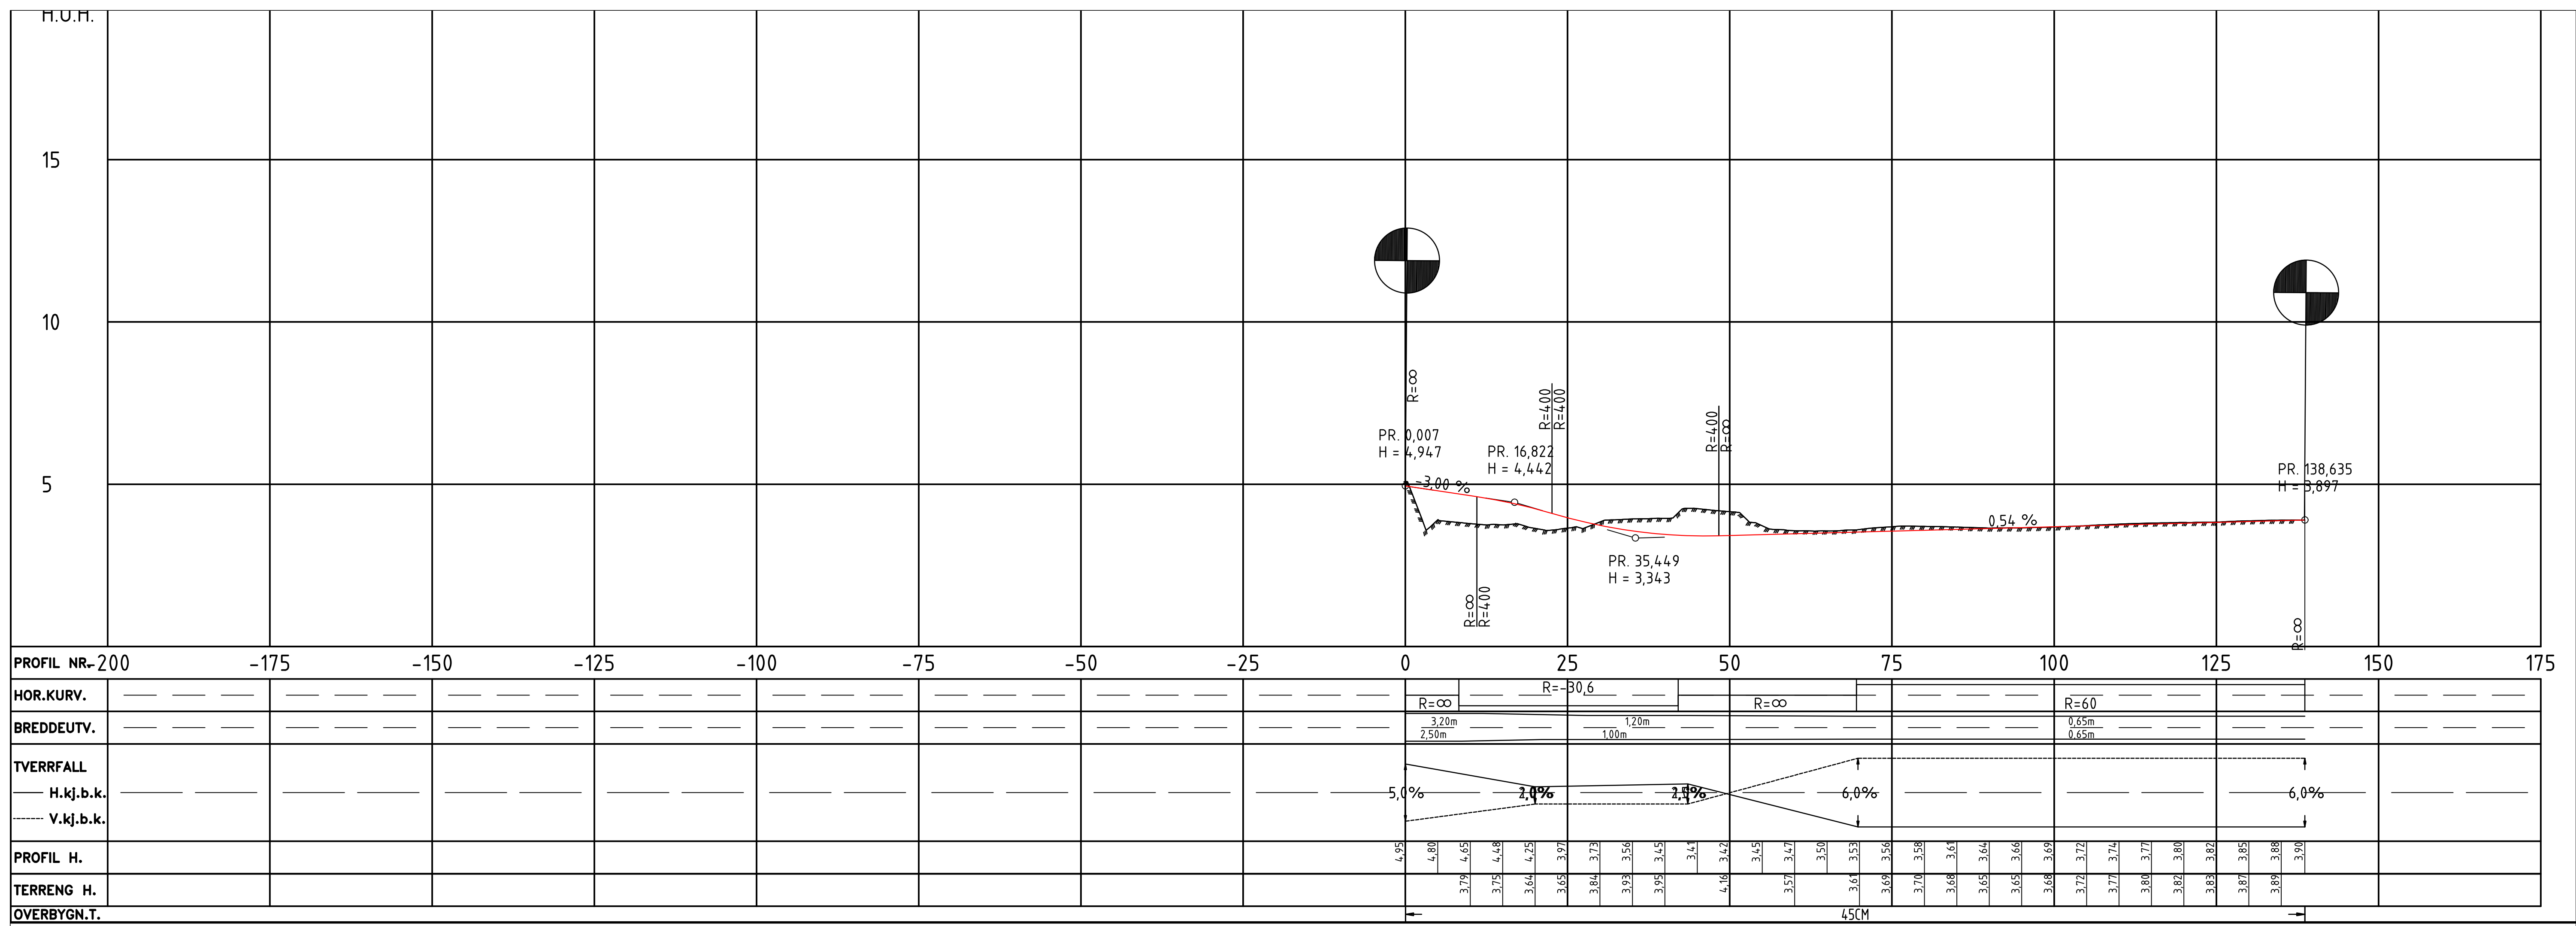 H.O.H.
15
10
5
R=∞
R=400
R=400
R=400
R=∞
PR. 0,007
H = 4,947
PR. 16,822
H = 4,442
PR. 138,635
H = 3,897
-3,00 %
0,54 %
PR. 35,449
H = 3,343
R=∞
R=400
R=∞
PROFIL NR. -200 -175 -150 -125 -100 -75 -50 -25 0 25 50 75 100 125 150 175
HOR.KURV. R=∞ R=-30,6 R=∞ R=60
BREDDEUTV. 3,20m 1,20m 0,65m
2,50m 1,00m 0,65m
TVERRFALL
H.kj.b.k. 5,0% 6,0% 6,0%
V.kj.b.k.
PROFIL H. 4,95 4,80 4,65 4,48 4,25 3,97 3,73 3,56 3,45 3,41 3,42 3,45 3,47 3,50 3,53 3,56 3,58 3,61 3,64 3,66 3,69 3,72 3,74 3,77 3,80 3,82 3,85 3,88 3,90
TERRENG H. 3,79 3,75 3,64 3,65 3,84 3,93 3,95 4,16 3,57 3,61 3,69 3,70 3,68 3,65 3,65 3,68 3,72 3,77 3,80 3,82 3,83 3,87 3,89
OVERBYGN.T. 45CM